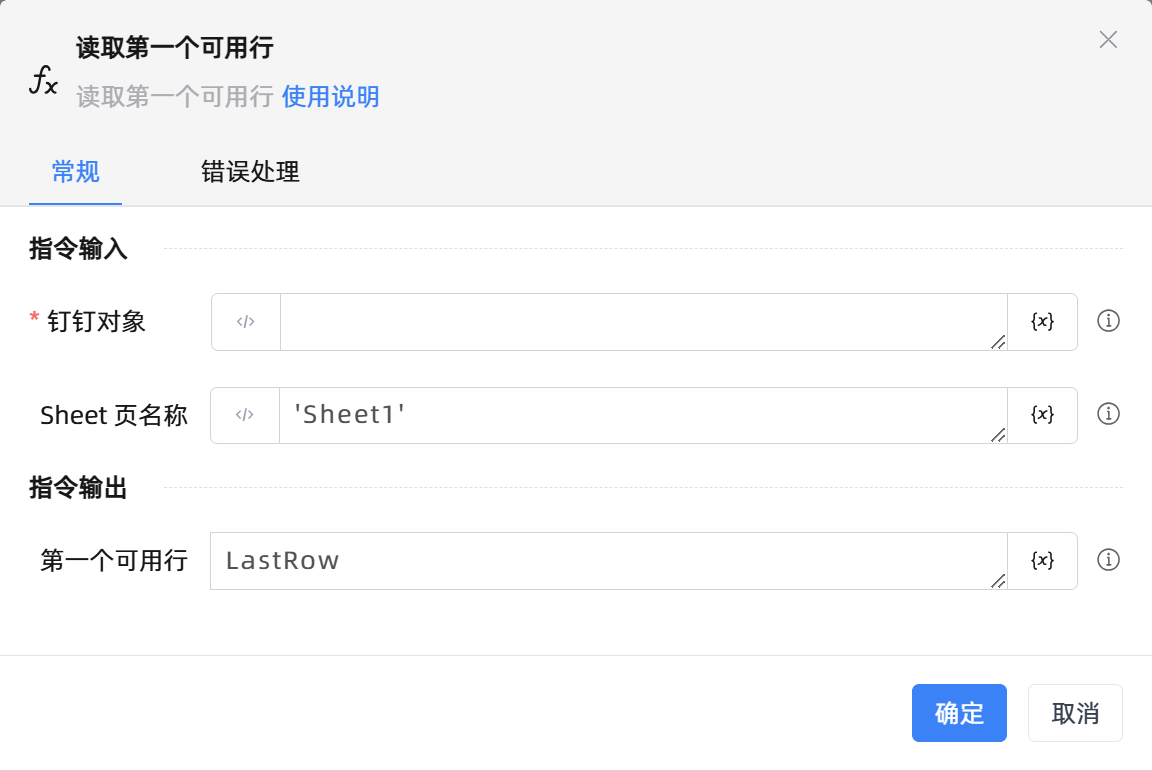 读取第一个可用行
读取第一个可用行 使用说明
常规 错误处理
指令输入
* 钉钉对象 </> {x}
Sheet 页名称 </> 'Sheet1' {x}
指令输出
第一个可用行 LastRow {x}
确定 取消